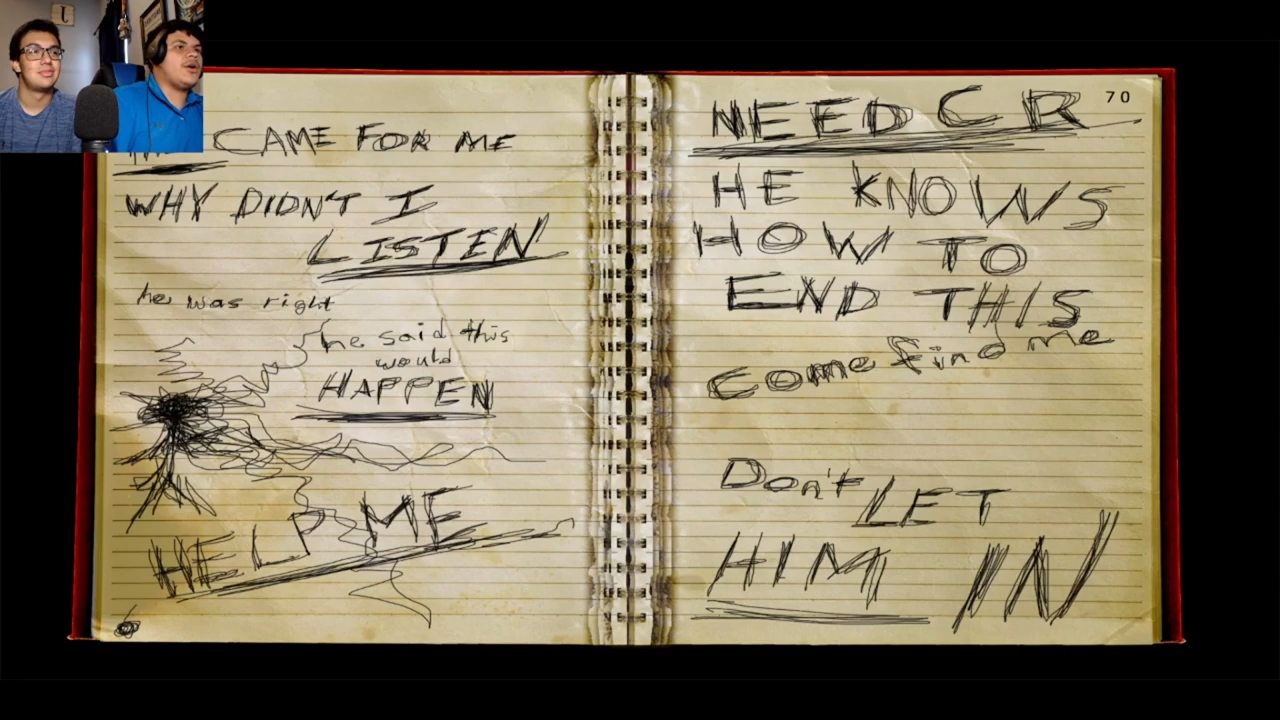 CAME FOR ME
WHY DIDN'T I
LISTEN
he was right
he said this
would
HAPPEN
HELP ME
70
NEED CR
HE KNOWS
HOW TO
END THIS
come find me
Don't LET
HIM IN